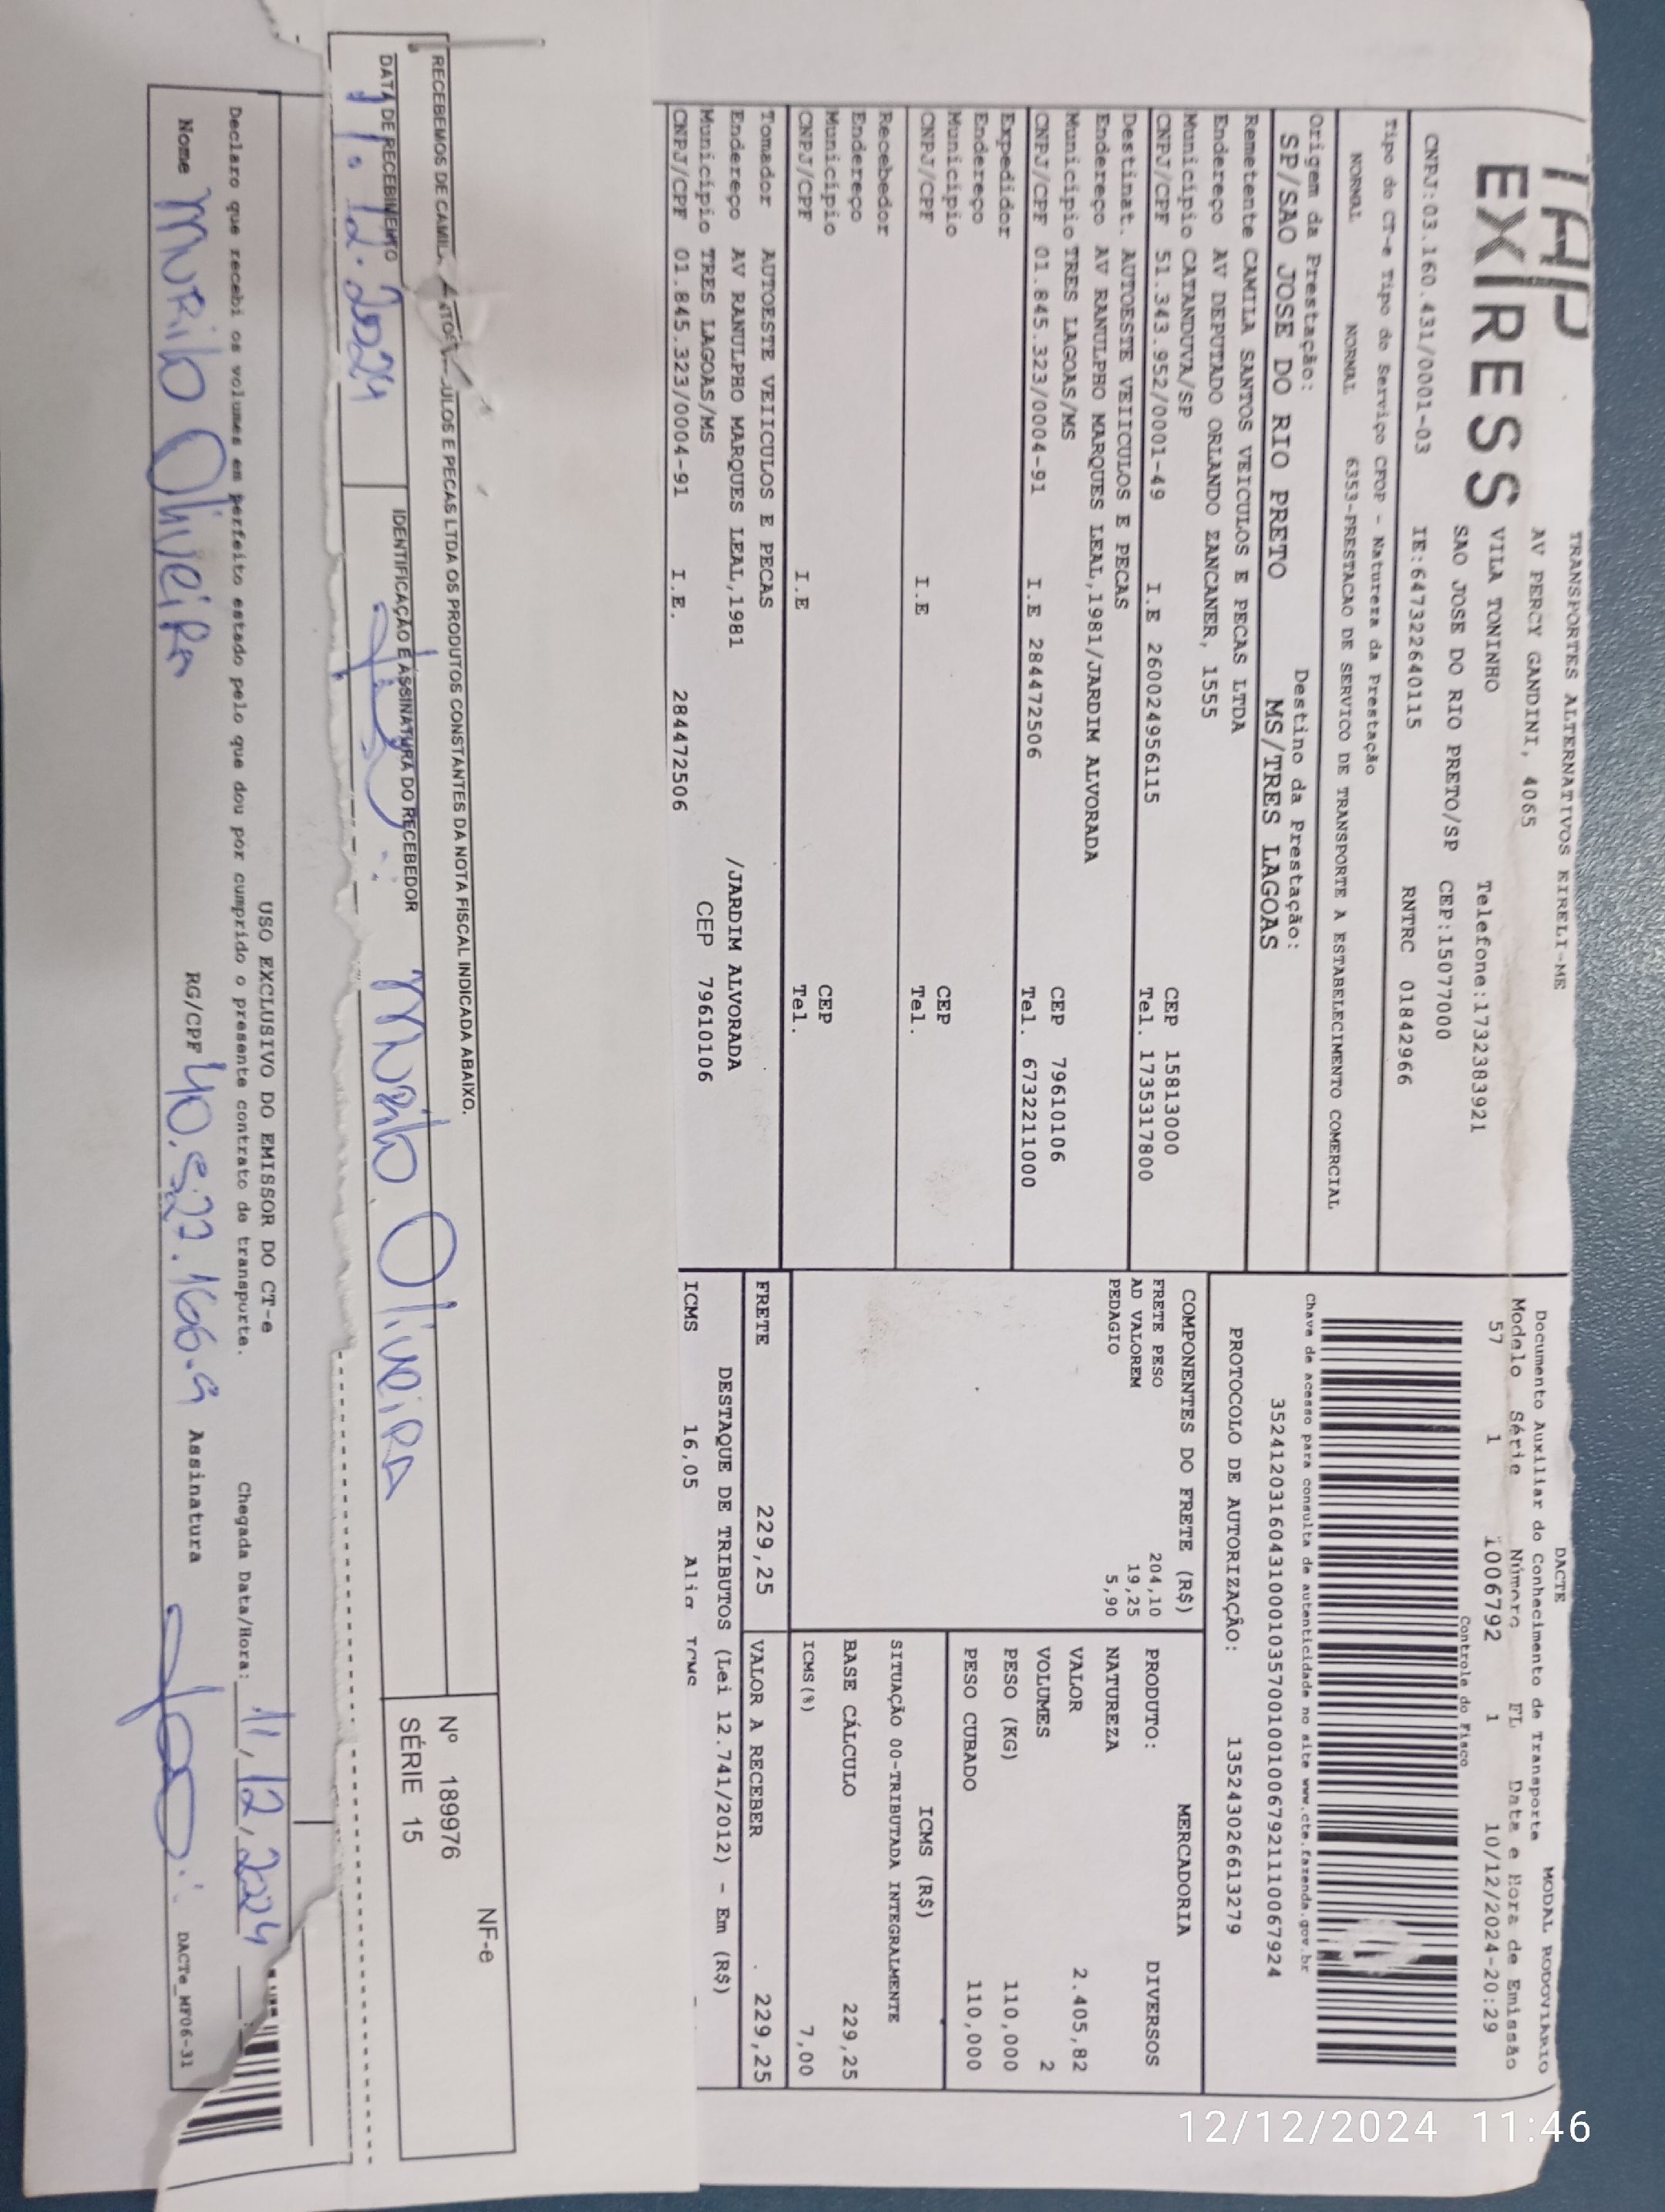 TAP
EXPRESS
TRANSPORTES ALTERNATIVOS EIRELI-ME
AV PERCY GANDINI, 4065
VILA TONINHO Telefone:1732383921
SAO JOSE DO RIO PRETO/SP CEP:15077000
CNPJ:03.160.431/0001-03 IE:647322640115 RNTRC 01842966
Tipo do CT-e Tipo do Serviço CFOP - Natureza da Prestação
NORMAL NORMAL 6353-PRESTACAO DE SERVICO DE TRANSPORTE A ESTABELECIMENTO COMERCIAL
Origem da Prestação: Destino da Prestação:
SP/SAO JOSE DO RIO PRETO MS/TRES LAGOAS
Remetente CAMILA SANTOS VEICULOS E PECAS LTDA
Endereço AV DEPUTADO ORLANDO ZANCANER, 1555
Município CATANDUVA/SP CEP 15813000
CNPJ/CPF 51.343.952/0001-49 I.E 260024956115 Tel. 1735317800
Destinat. AUTOESTE VEIICULOS E PECAS
Endereço AV RANULPHO MARQUES LEAL,1981/JARDIM ALVORADA
Município TRES LAGOAS/MS CEP 79610106
CNPJ/CPF 01.845.323/0004-91 I.E 284472506 Tel. 6732211000
Expedidor
Endereço
Município CEP
CNPJ/CPF I.E Tel.
Recebedor
Endereço
Município CEP
CNPJ/CPF I.E Tel.
Tomador AUTOESTE VEIICULOS E PECAS
Endereço AV RANULPHO MARQUES LEAL,1981 /JARDIM ALVORADA
Município TRES LAGOAS/MS CEP 79610106
CNPJ/CPF 01.845.323/0004-91 I.E. 284472506
DACTE MODAL RODOVIARIO
Documento Auxiliar do Conhecimento de Transporte
Modelo Série Número FL Data e Hora de Emissão
57 1 1006792 1 10/12/2024-20:29
Controle do Fisco
Chave de acesso para consulta de autenticidade no site www.cte.fazenda.gov.br
35241203160431000103570010010067921110067924
PROTOCOLO DE AUTORIZAÇÃO: 135243026613279
COMPONENTES DO FRETE (R$)
FRETE PESO 204,10
AD VALOREM 19,25
PEDAGIO 5,90
MERCADORIA
PRODUTO: DIVERSOS
NATUREZA
VALOR 2.405,82
VOLUMES 2
PESO (KG) 110,000
PESO CUBADO 110,000
ICMS (R$)
SITUAÇÃO 00-TRIBUTADA INTEGRALMENTE
BASE CÁLCULO 229,25
ICMS(%) 7,00
FRETE 229,25 VALOR A RECEBER 229,25
DESTAQUE DE TRIBUTOS (Lei 12.741/2012) - Em (R$)
ICMS 16,05 Aliq ICMS
RECEBEMOS DE CAMIL ULOS E PECAS LTDA OS PRODUTOS CONSTANTES DA NOTA FISCAL INDICADA ABAIXO.
NF-e
Nº 189976
SÉRIE 15
DATA DE RECEBIMENTO IDENTIFICAÇÃO E ASSINATURA DO RECEBEDOR
11.12.2024 Murilo Oliveira
USO EXCLUSIVO DO EMISSOR DO CT-e
Declaro que recebi os volumes em perfeito estado pelo que dou por cumprido o presente contrato de transporte. Chegada Data/Hora: 11/12/2024
Nome Murilo Oliveira RG/CPF 40.522.166-9 Assinatura
DACTe_MF06-31
12/12/2024 11:46